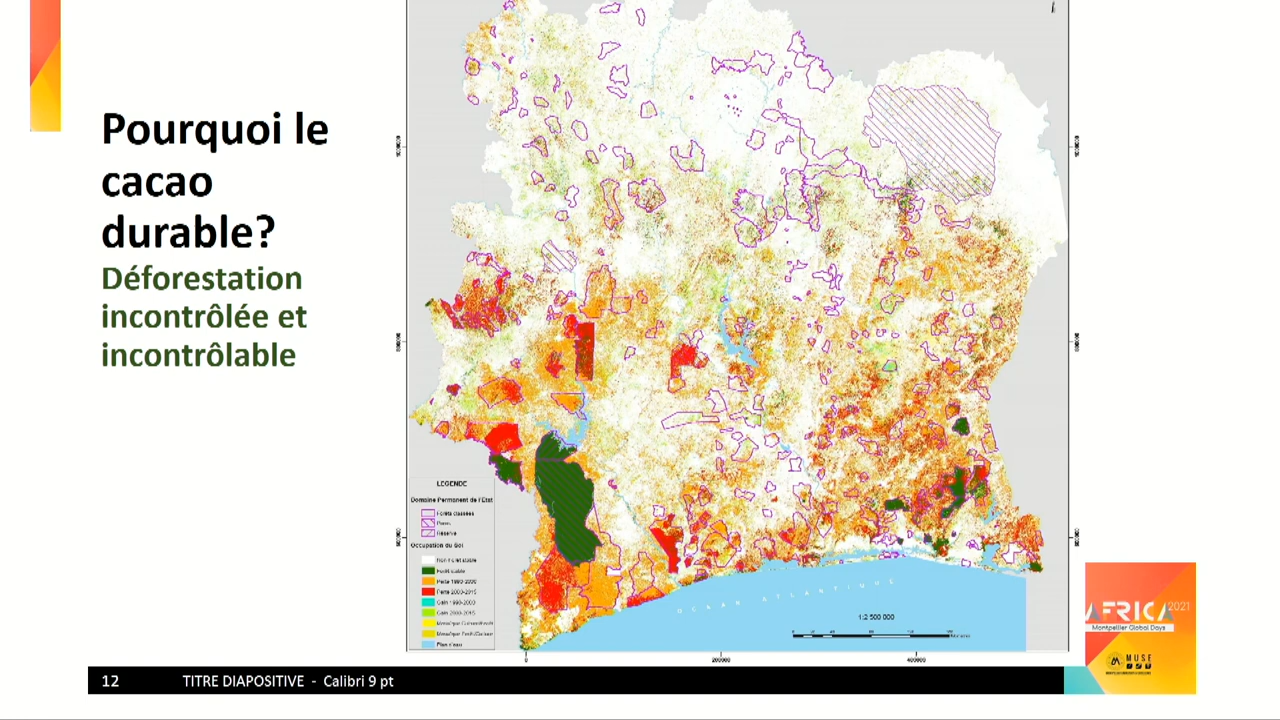 Pourquoi le
cacao
durable?
Déforestation
incontrôlée et
incontrôlable
LEGENDE
Domaine Permanent de l'Etat
Forêts classées
Parcs
Réserve
Occupation du Sol
Perte 1990-2000
Perte 2000-2015
Gain 1990-2000
Gain 2000-2015
Plan d'eau
OCEAN ATLANTIQUE
1:2 500 000
0
200000
400000
12 TITRE DIAPOSITIVE - Calibri 9 pt
AFRICA 2021
Montpellier Global Days
MUSE